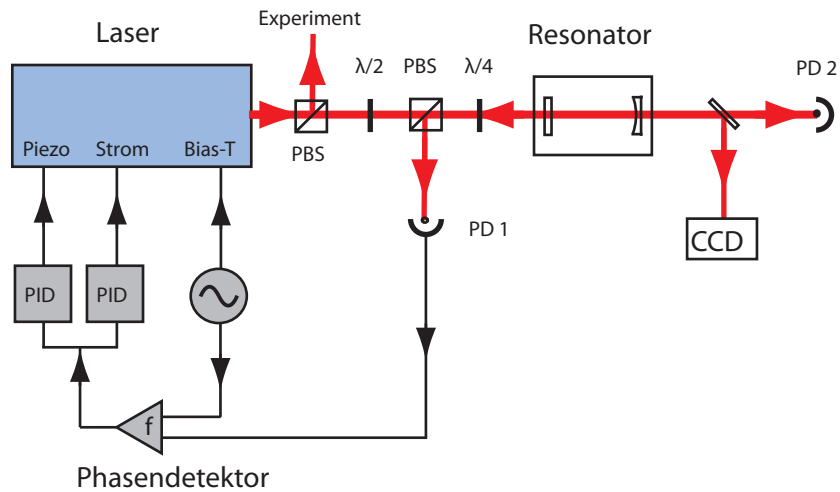 Experiment
Laser
Resonator
λ/2
PBS
λ/4
PD 2
PBS
Piezo
Strom
Bias-T
PD 1
CCD
PID
PID
f
Phasendetektor